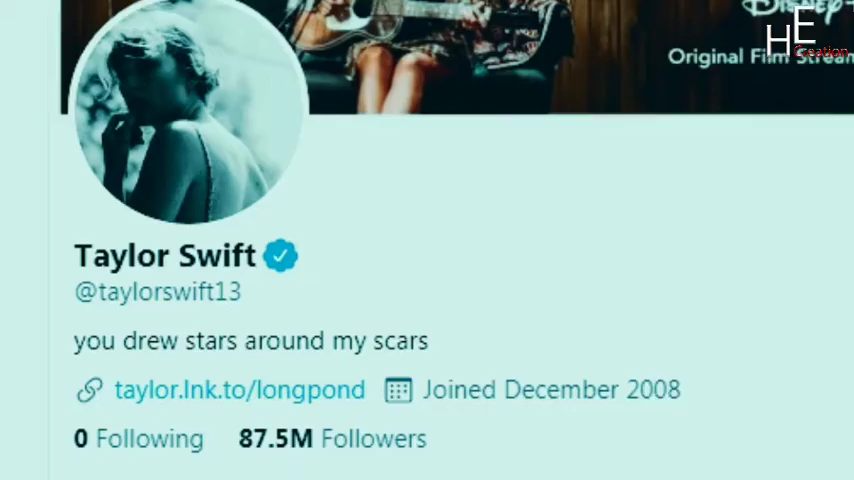 Disney+
HE
Creation
Original Film Stream
Taylor Swift
@taylorswift13
you drew stars around my scars
taylor.lnk.to/longpond Joined December 2008
0 Following 87.5M Followers